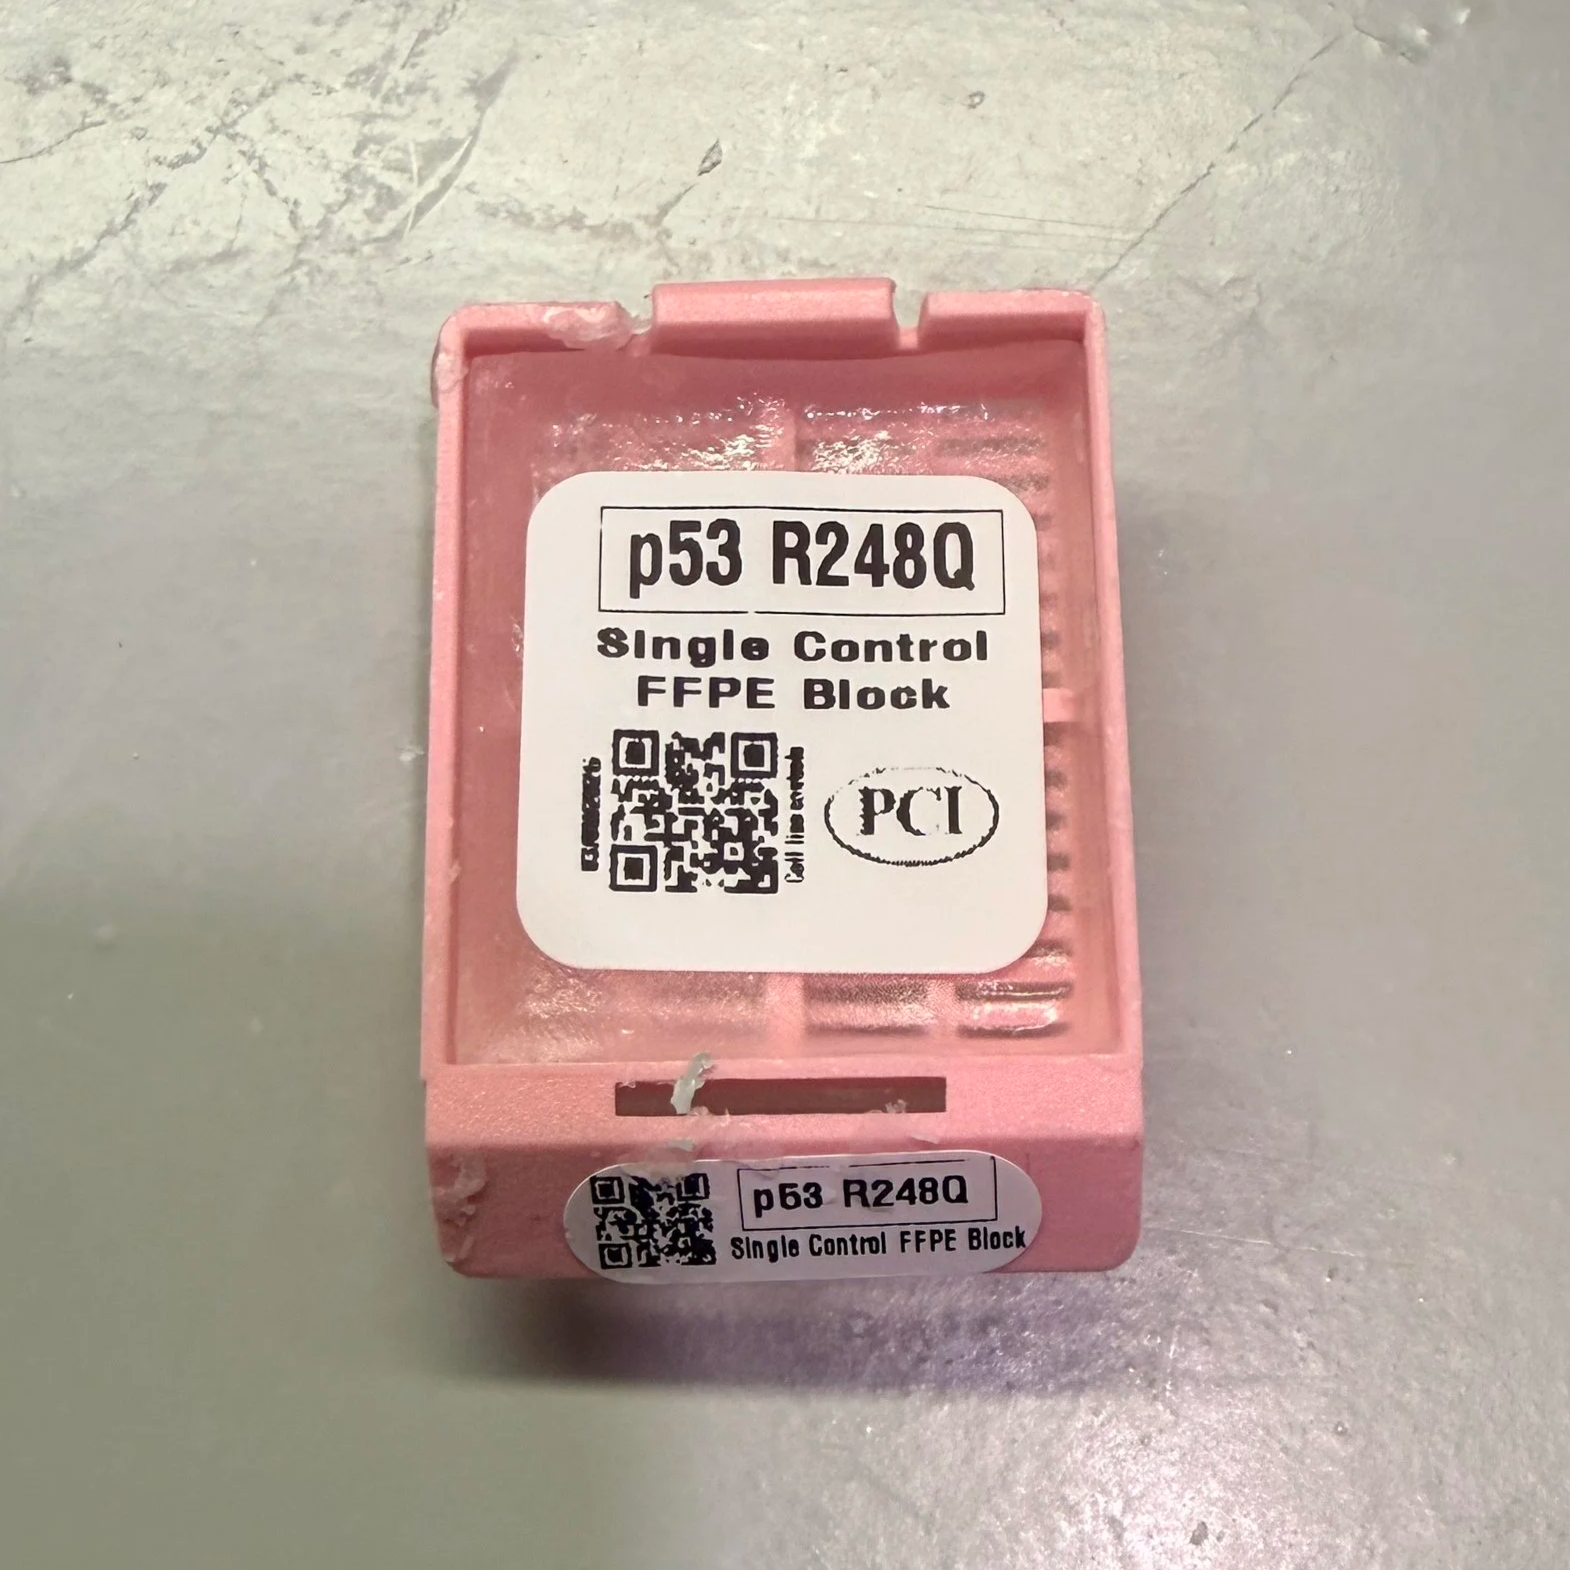 p53 R248Q
Single Control
FFPE Block
Cell line controls
PCI
p53 R248Q
Single Control FFPE Block